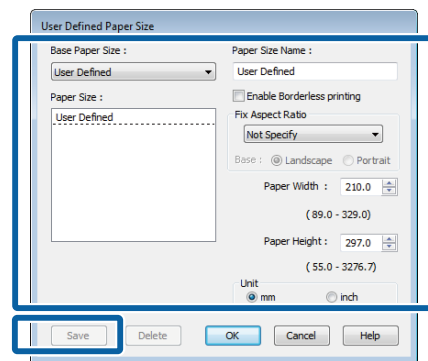 User Defined Paper Size
Base Paper Size :
User Defined
Paper Size :
User Defined
Paper Size Name :
User Defined
Enable Borderless printing
Fix Aspect Ratio
Not Specify
Base : Landscape Portrait
Paper Width : 210.0
( 89.0 - 329.0)
Paper Height : 297.0
( 55.0 - 3276.7)
Unit
mm inch
Save Delete OK Cancel Help